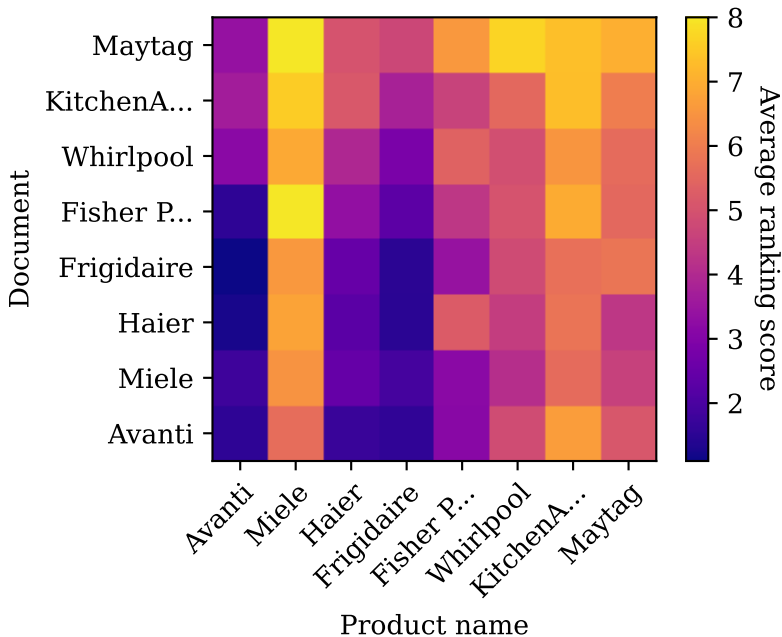 Document
Maytag
KitchenA...
Whirlpool
Fisher P...
Frigidaire
Haier
Miele
Avanti
Avanti
Miele
Haier
Frigidaire
Fisher P...
Whirlpool
KitchenA...
Maytag
Product name
8
7
6
5
4
3
2
Average ranking score